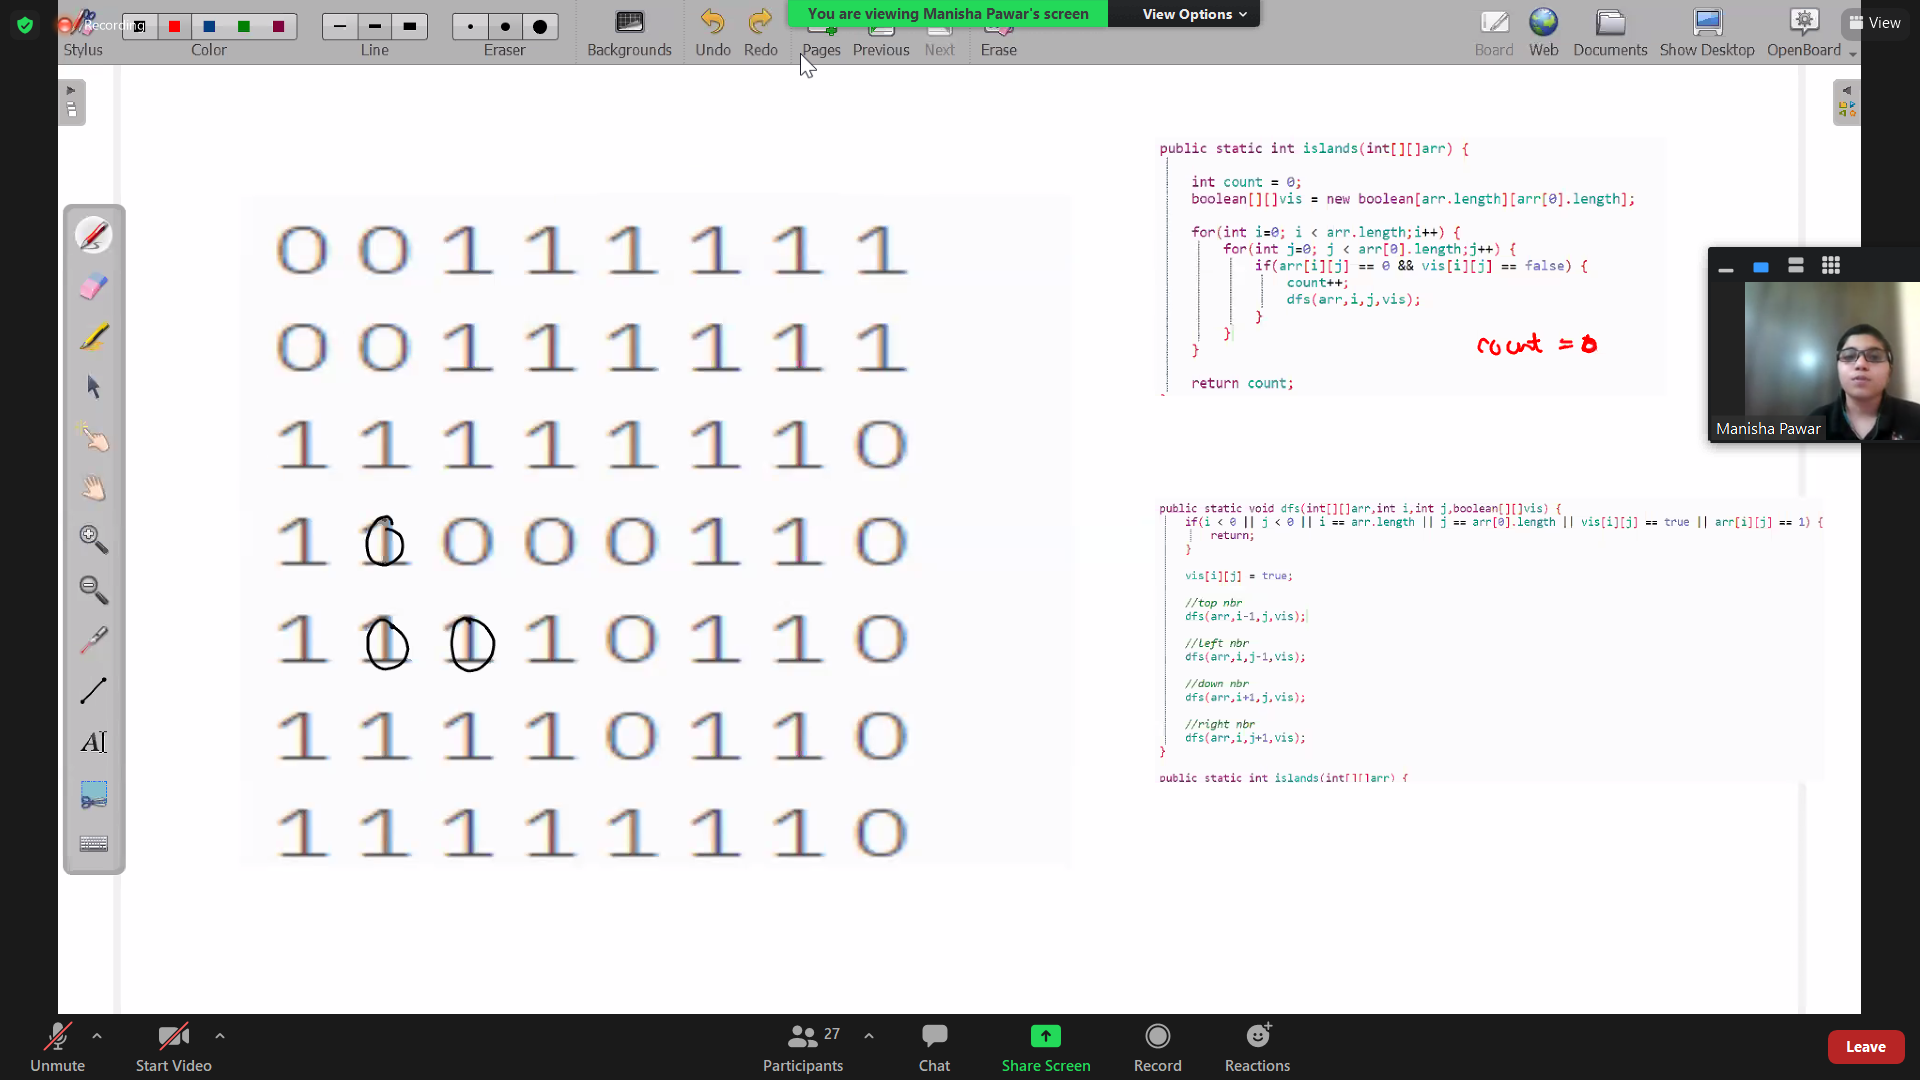 You are viewing Manisha Pawar's screen
View Options
Recording
View
Stylus
Color
Line
Eraser
Backgrounds
Undo
Redo
Pages
Previous
Next
Erase
Board
Web
Documents
Show Desktop
OpenBoard
0 0 1 1 1 1 1 1
0 0 1 1 1 1 1 1
1 1 1 1 1 1 1 0
1 1 0 0 0 1 1 0
1 1 1 1 0 1 1 0
1 1 1 1 0 1 1 0
1 1 1 1 1 1 1 0
public static int islands(int[][]arr) {
int count = 0;
boolean[][]vis = new boolean[arr.length][arr[0].length];
for(int i=0; i < arr.length;i++) {
for(int j=0; j < arr[0].length;j++) {
if(arr[i][j] == 0 && vis[i][j] == false) {
count++;
dfs(arr,i,j,vis);
}
}
}
return count;
count = 0
Manisha Pawar
public static void dfs(int[][]arr,int i,int j,boolean[][]vis) {
if(i < 0 || j < 0 || i == arr.length || j == arr[0].length || vis[i][j] == true || arr[i][j] == 1) {
return;
}
vis[i][j] = true;
//top nbr
dfs(arr,i-1,j,vis);
//left nbr
dfs(arr,i,j-1,vis);
//down nbr
dfs(arr,i+1,j,vis);
//right nbr
dfs(arr,i,j+1,vis);
}
public static int islands(int[][]arr) {
Unmute
Start Video
27
Participants
Chat
Share Screen
Record
Reactions
Leave